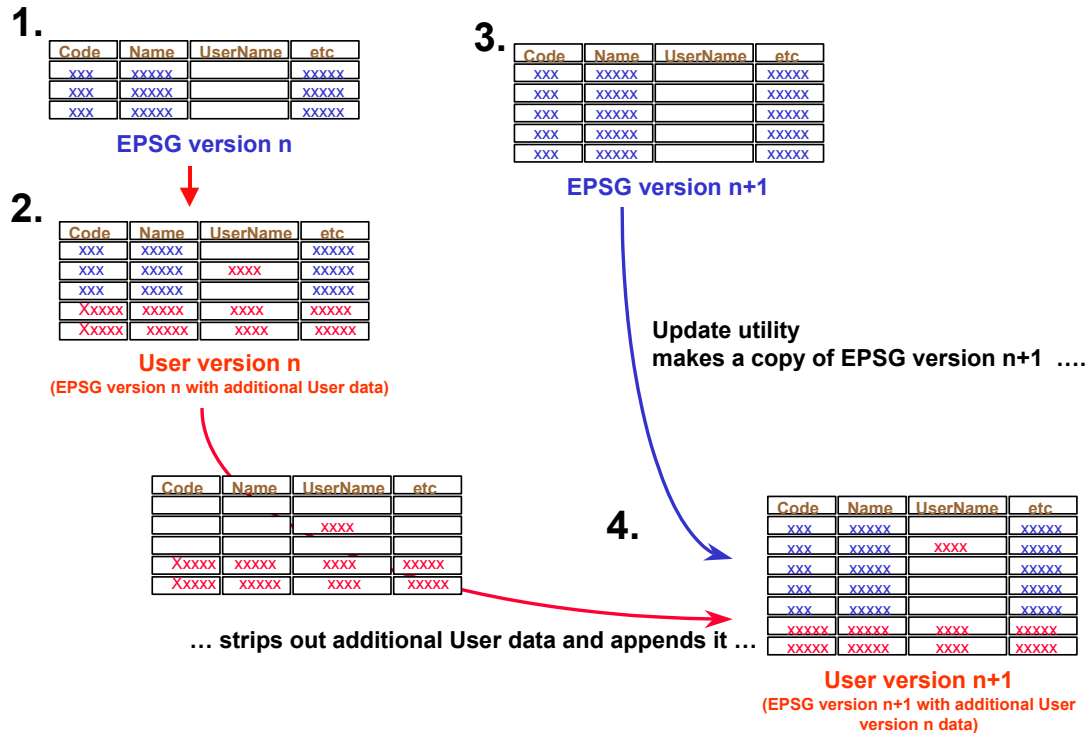 1.
Code Name UserName etc
xxx xxxxx xxxxx
xxx xxxxx xxxxx
xxx xxxxx xxxxx
EPSG version n
2.
Code Name UserName etc
xxx xxxxx xxxxx
xxx xxxxx xxxx xxxxx
xxx xxxxx xxxxx
Xxxxx xxxxx xxxx xxxxx
Xxxxx xxxxx xxxx xxxxx
User version n
(EPSG version n with additional User data)
3.
Code Name UserName etc
xxx xxxxx xxxxx
xxx xxxxx xxxxx
xxx xxxxx xxxxx
xxx xxxxx xxxxx
xxx xxxxx xxxxx
EPSG version n+1
Update utility
makes a copy of EPSG version n+1 ….
Code Name UserName etc
xxxx
Xxxxx xxxxx xxxx xxxxx
Xxxxx xxxxx xxxx xxxxx
… strips out additional User data and appends it …
4.
Code Name UserName etc
xxx xxxxx xxxxx
xxx xxxxx xxxx xxxxx
xxx xxxxx xxxxx
xxx xxxxx xxxxx
xxx xxxxx xxxxx
xxxxx xxxxx xxxx xxxxx
xxxxx xxxxx xxxx xxxxx
User version n+1
(EPSG version n+1 with additional User
version n data)